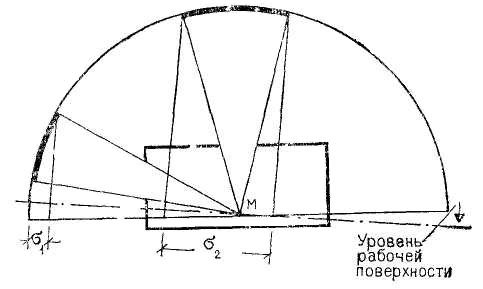 M
σ₁
σ₂
Уровень
рабочей
поверхности